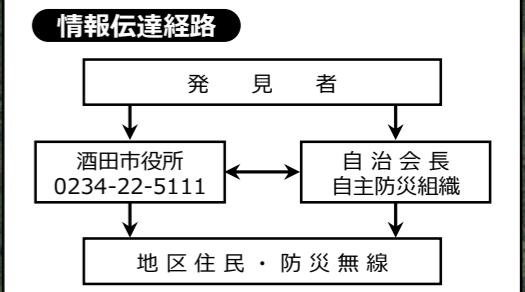 情報伝達経路
発見者
酒田市役所
0234-22-5111
自治会長
自主防災組織
地区住民・防災無線